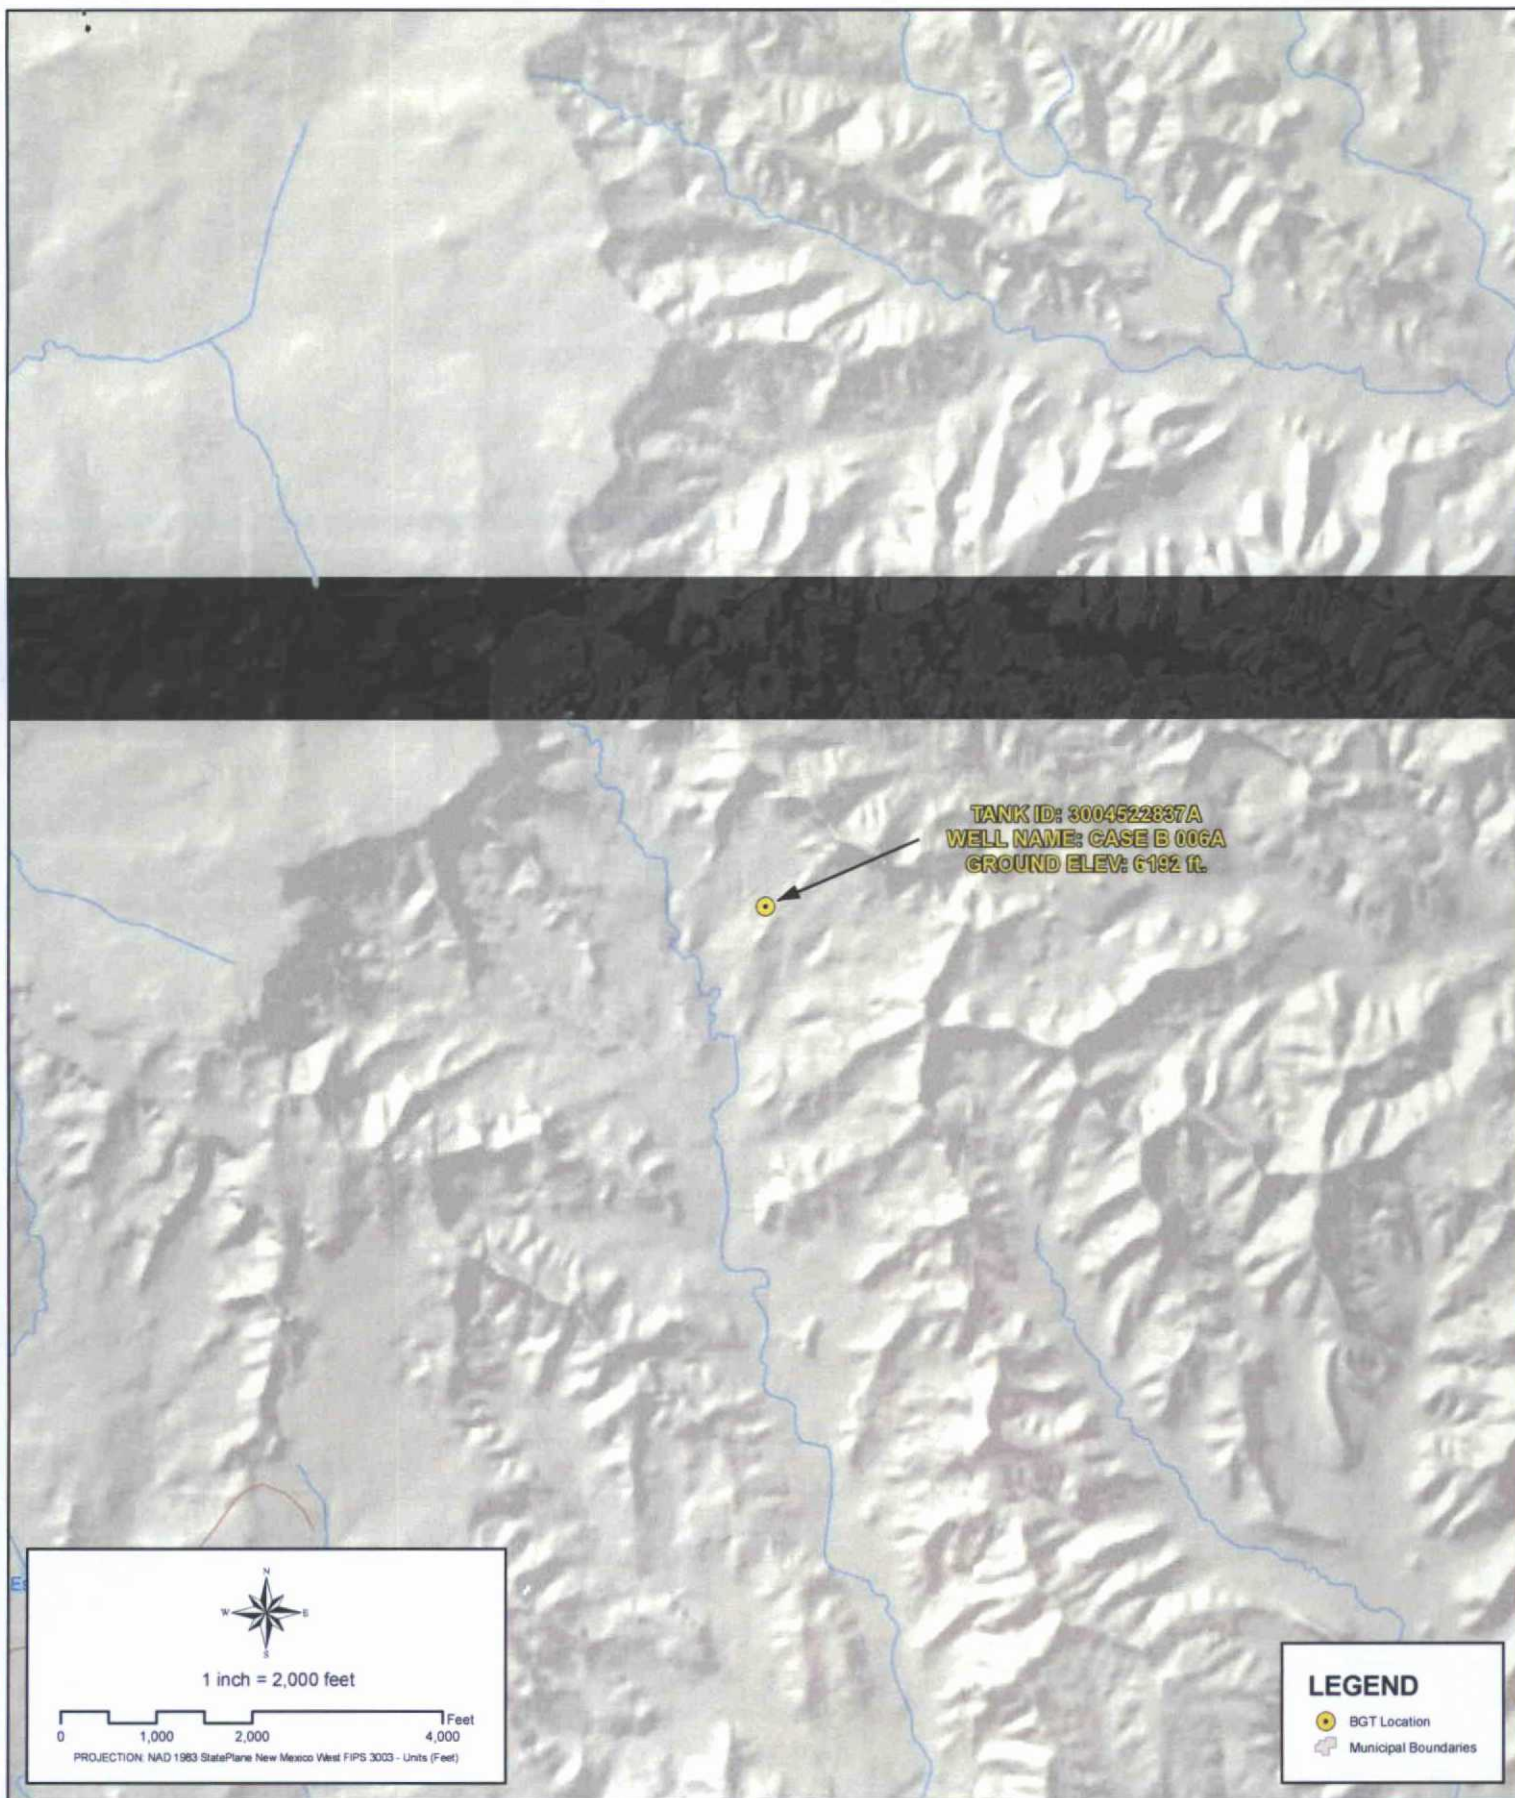 TANK ID: 3004522837A
WELL NAME: CASE B 006A
GROUND ELEV: 6192 ft.
N
W E
S
1 inch = 2,000 feet
Feet
0 1,000 2,000 4,000
PROJECTION: NAD 1983 StatePlane New Mexico West FIPS 3003 - Units (Feet)
LEGEND
BGT Location
Municipal Boundaries